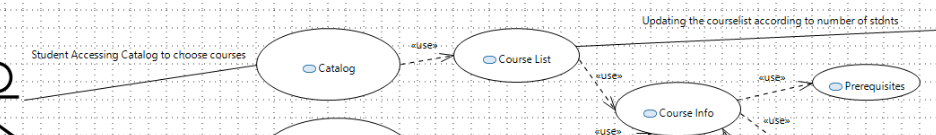 Updating the courselist according to number of stdnts
Student Accessing Catalog to choose courses
«use»
Catalog
Course List
«use»
«use»
Prerequisites
Course Info
«use»
«use»